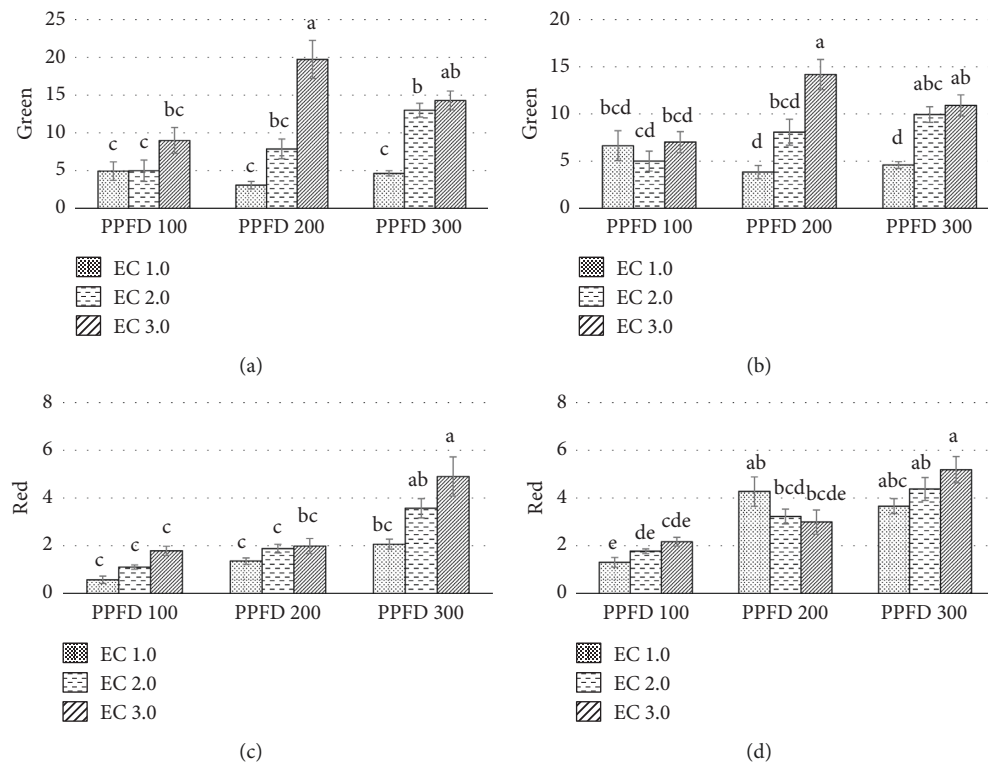 25
20
15
10
5
0
Green
c c bc
c bc a
c b ab
PPFD 100 PPFD 200 PPFD 300
EC 1.0
EC 2.0
EC 3.0
(a)
20
15
10
5
0
Green
bcd cd bcd
d bcd a
d abc ab
PPFD 100 PPFD 200 PPFD 300
EC 1.0
EC 2.0
EC 3.0
(b)
8
6
4
2
0
Red
c c c
c c bc
bc ab a
PPFD 100 PPFD 200 PPFD 300
EC 1.0
EC 2.0
EC 3.0
(c)
8
6
4
2
0
Red
e de cde
ab bcd bcde
abc ab a
PPFD 100 PPFD 200 PPFD 300
EC 1.0
EC 2.0
EC 3.0
(d)